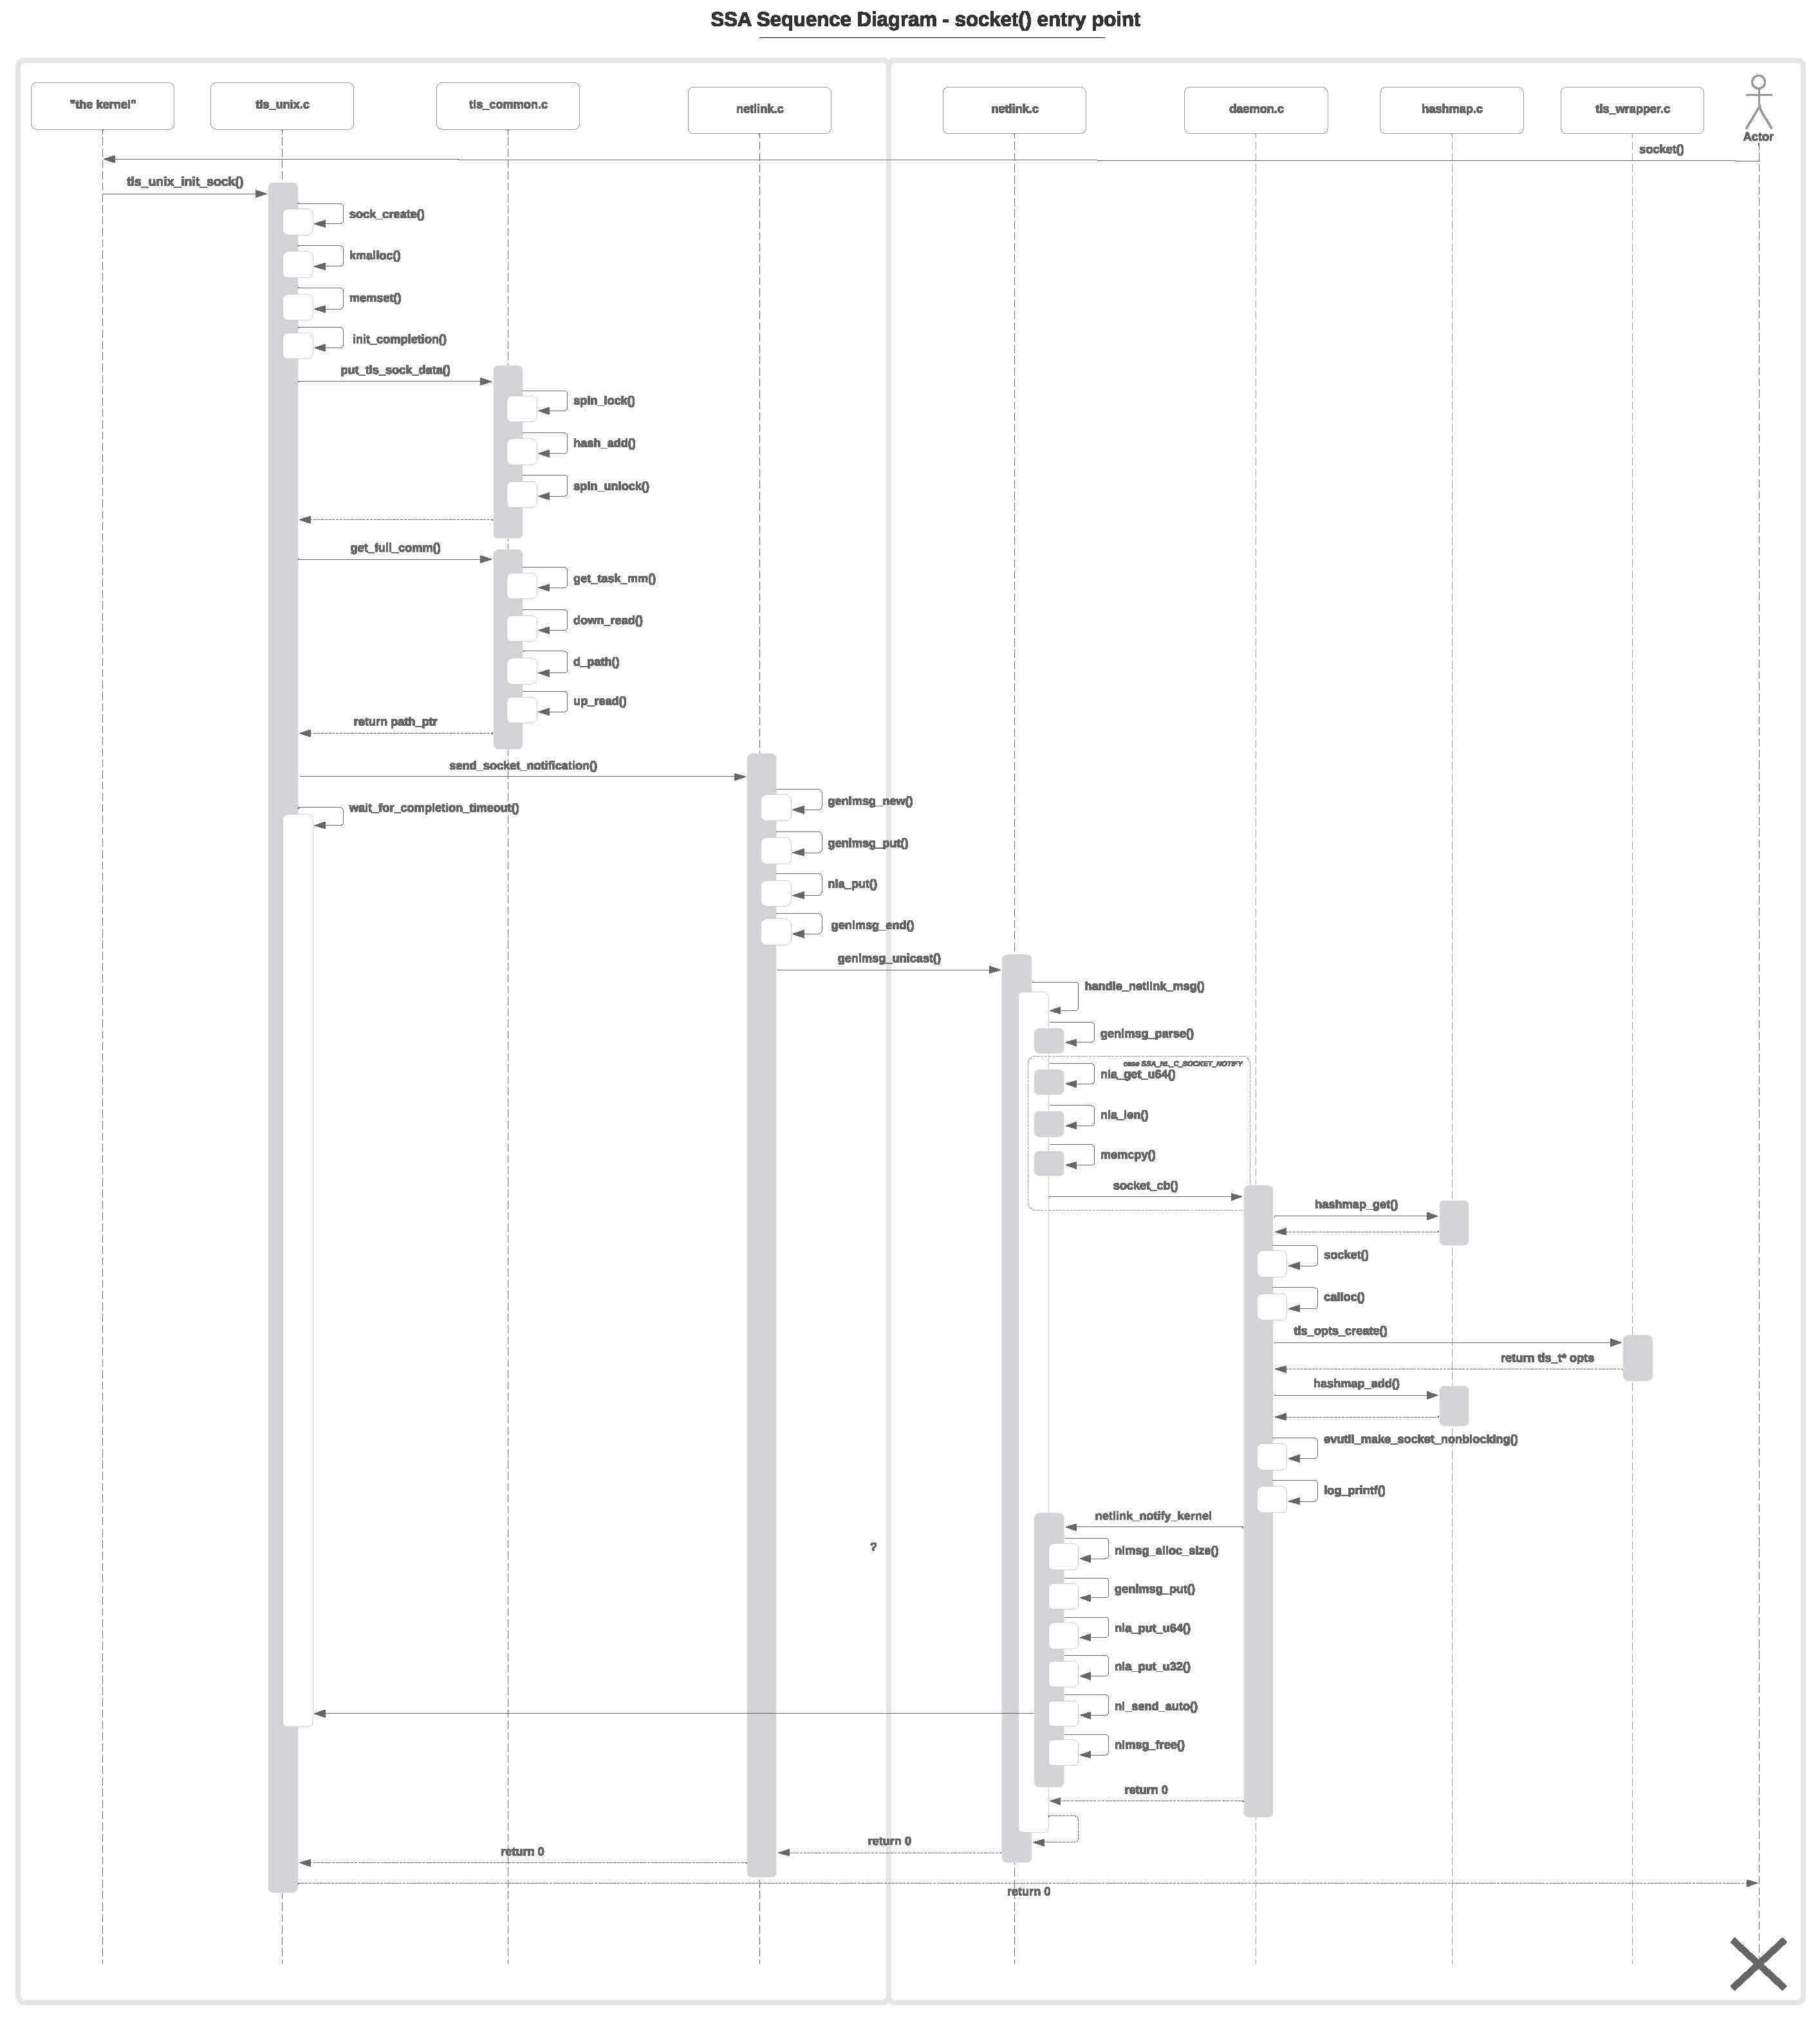 SSA Sequence Diagram - socket() entry point
"the kernel"
tls_unix.c
tls_common.c
netlink.c
netlink.c
daemon.c
hashmap.c
tls_wrapper.c
Actor
socket()
tls_unix_init_sock()
sock_create()
kmalloc()
memset()
init_completion()
put_tls_sock_data()
spin_lock()
hash_add()
spin_unlock()
get_full_comm()
get_task_mm()
down_read()
d_path()
up_read()
return path_ptr
send_socket_notification()
genlmsg_new()
wait_for_completion_timeout()
genlmsg_put()
nla_put()
genlmsg_end()
genlmsg_unicast()
handle_netlink_msg()
genlmsg_parse()
case SSA_NL_C_SOCKET_NOTIFY
nla_get_u64()
nla_len()
memcpy()
socket_cb()
hashmap_get()
socket()
calloc()
tls_opts_create()
return tls_t* opts
hashmap_add()
evutil_make_socket_nonblocking()
log_printf()
netlink_notify_kernel
?
nlmsg_alloc_size()
genlmsg_put()
nla_put_u64()
nla_put_u32()
nl_send_auto()
nlmsg_free()
return 0
return 0
return 0
return 0